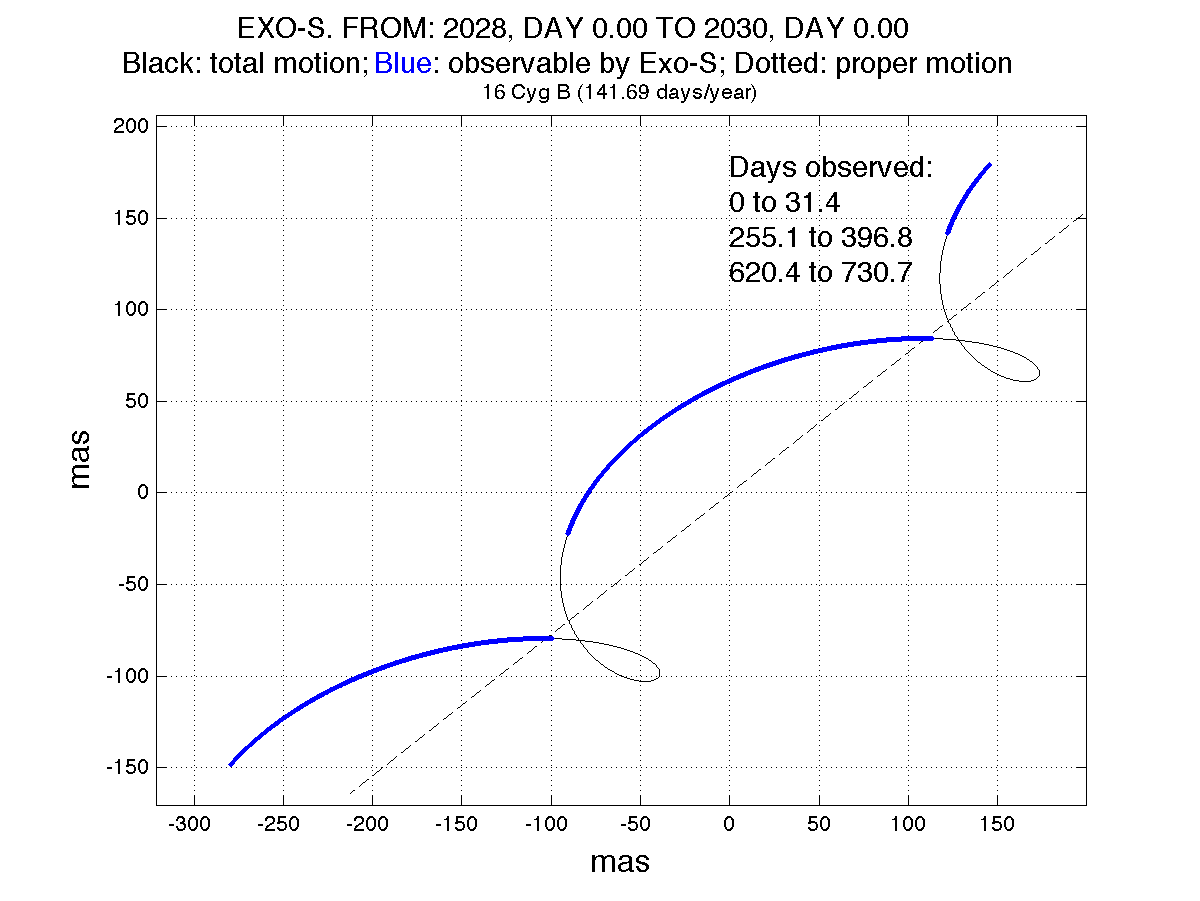 EXO-S. FROM: 2028, DAY 0.00 TO 2030, DAY 0.00
Black: total motion; Blue: observable by Exo-S; Dotted: proper motion
16 Cyg B (141.69 days/year)
Days observed:
0 to 31.4
255.1 to 396.8
620.4 to 730.7
200
150
100
50
0
-50
-100
-150
mas
-300 -250 -200 -150 -100 -50 0 50 100 150
mas